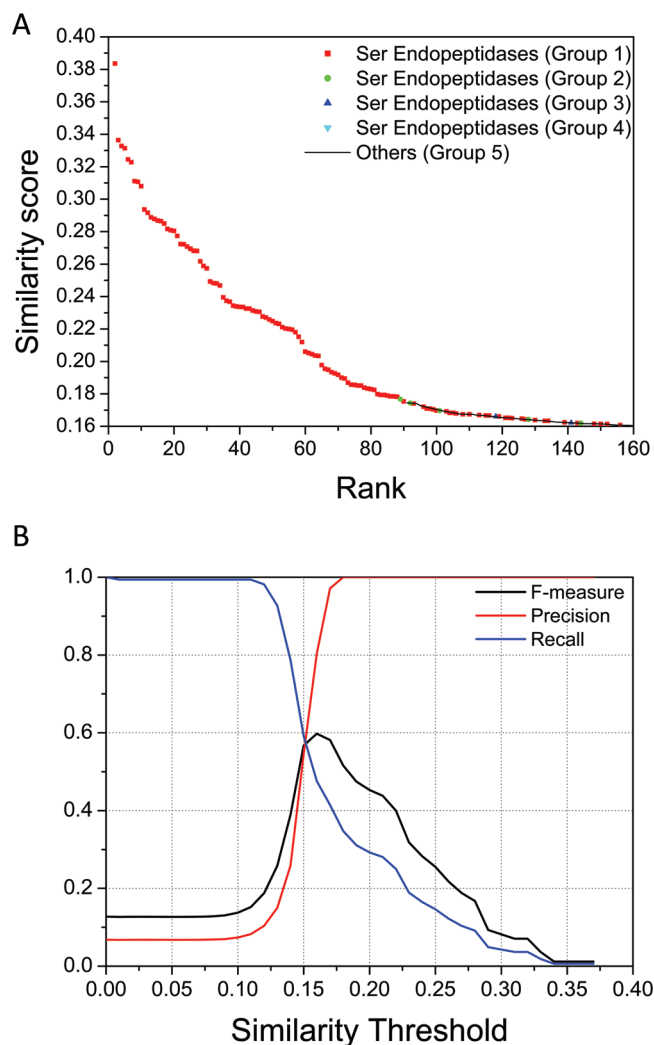 A
Similarity score
0.40
0.38
0.36
0.34
0.32
0.30
0.28
0.26
0.24
0.22
0.20
0.18
0.16
Ser Endopeptidases (Group 1)
Ser Endopeptidases (Group 2)
Ser Endopeptidases (Group 3)
Ser Endopeptidases (Group 4)
Others (Group 5)
0 20 40 60 80 100 120 140 160
Rank
B
1.0
0.8
0.6
0.4
0.2
0.0
F-measure
Precision
Recall
0.00 0.05 0.10 0.15 0.20 0.25 0.30 0.35 0.40
Similarity Threshold